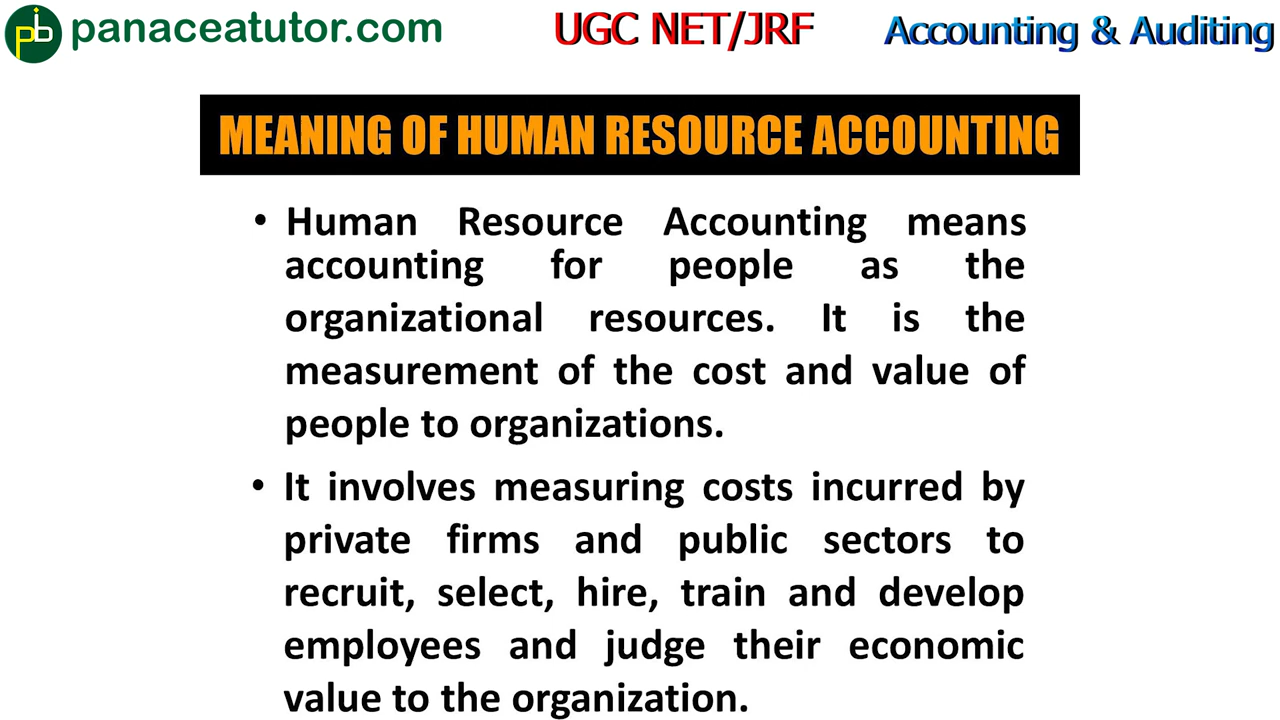 panaceatutor.com
UGC NET/JRF
Accounting & Auditing
MEANING OF HUMAN RESOURCE ACCOUNTING
• Human Resource Accounting means
accounting for people as the
organizational resources. It is the
measurement of the cost and value of
people to organizations.
• It involves measuring costs incurred by
private firms and public sectors to
recruit, select, hire, train and develop
employees and judge their economic
value to the organization.